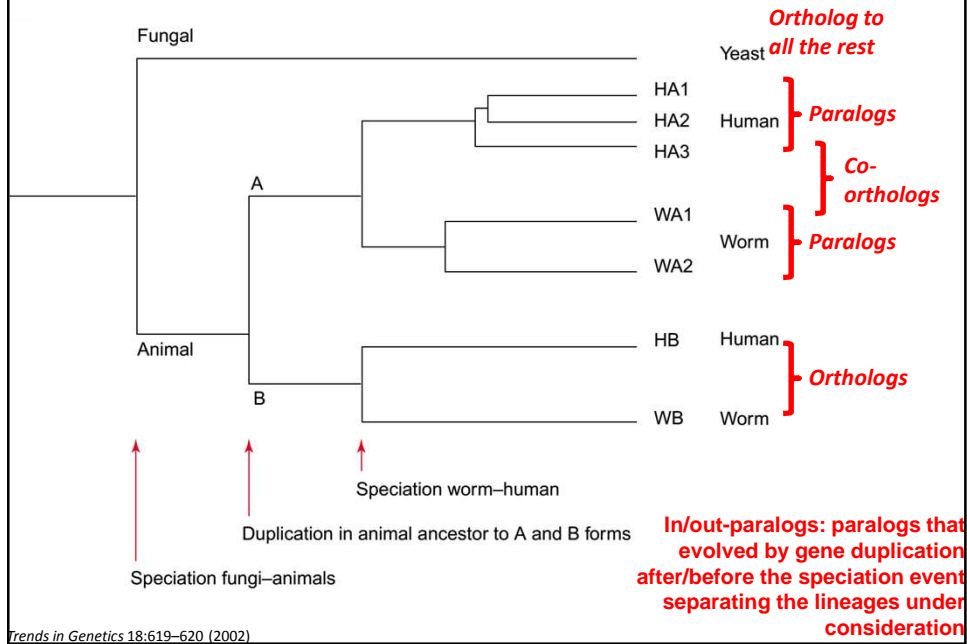 Ortholog to
all the rest
Fungal
Yeast
HA1
HA2
Human
Paralogs
HA3
Co-
orthologs
A
WA1
Worm
Paralogs
WA2
Animal
HB
Human
Orthologs
B
WB
Worm
Speciation worm–human
Duplication in animal ancestor to A and B forms
Speciation fungi–animals
In/out-paralogs: paralogs that
evolved by gene duplication
after/before the speciation event
separating the lineages under
consideration
Trends in Genetics 18:619–620 (2002)